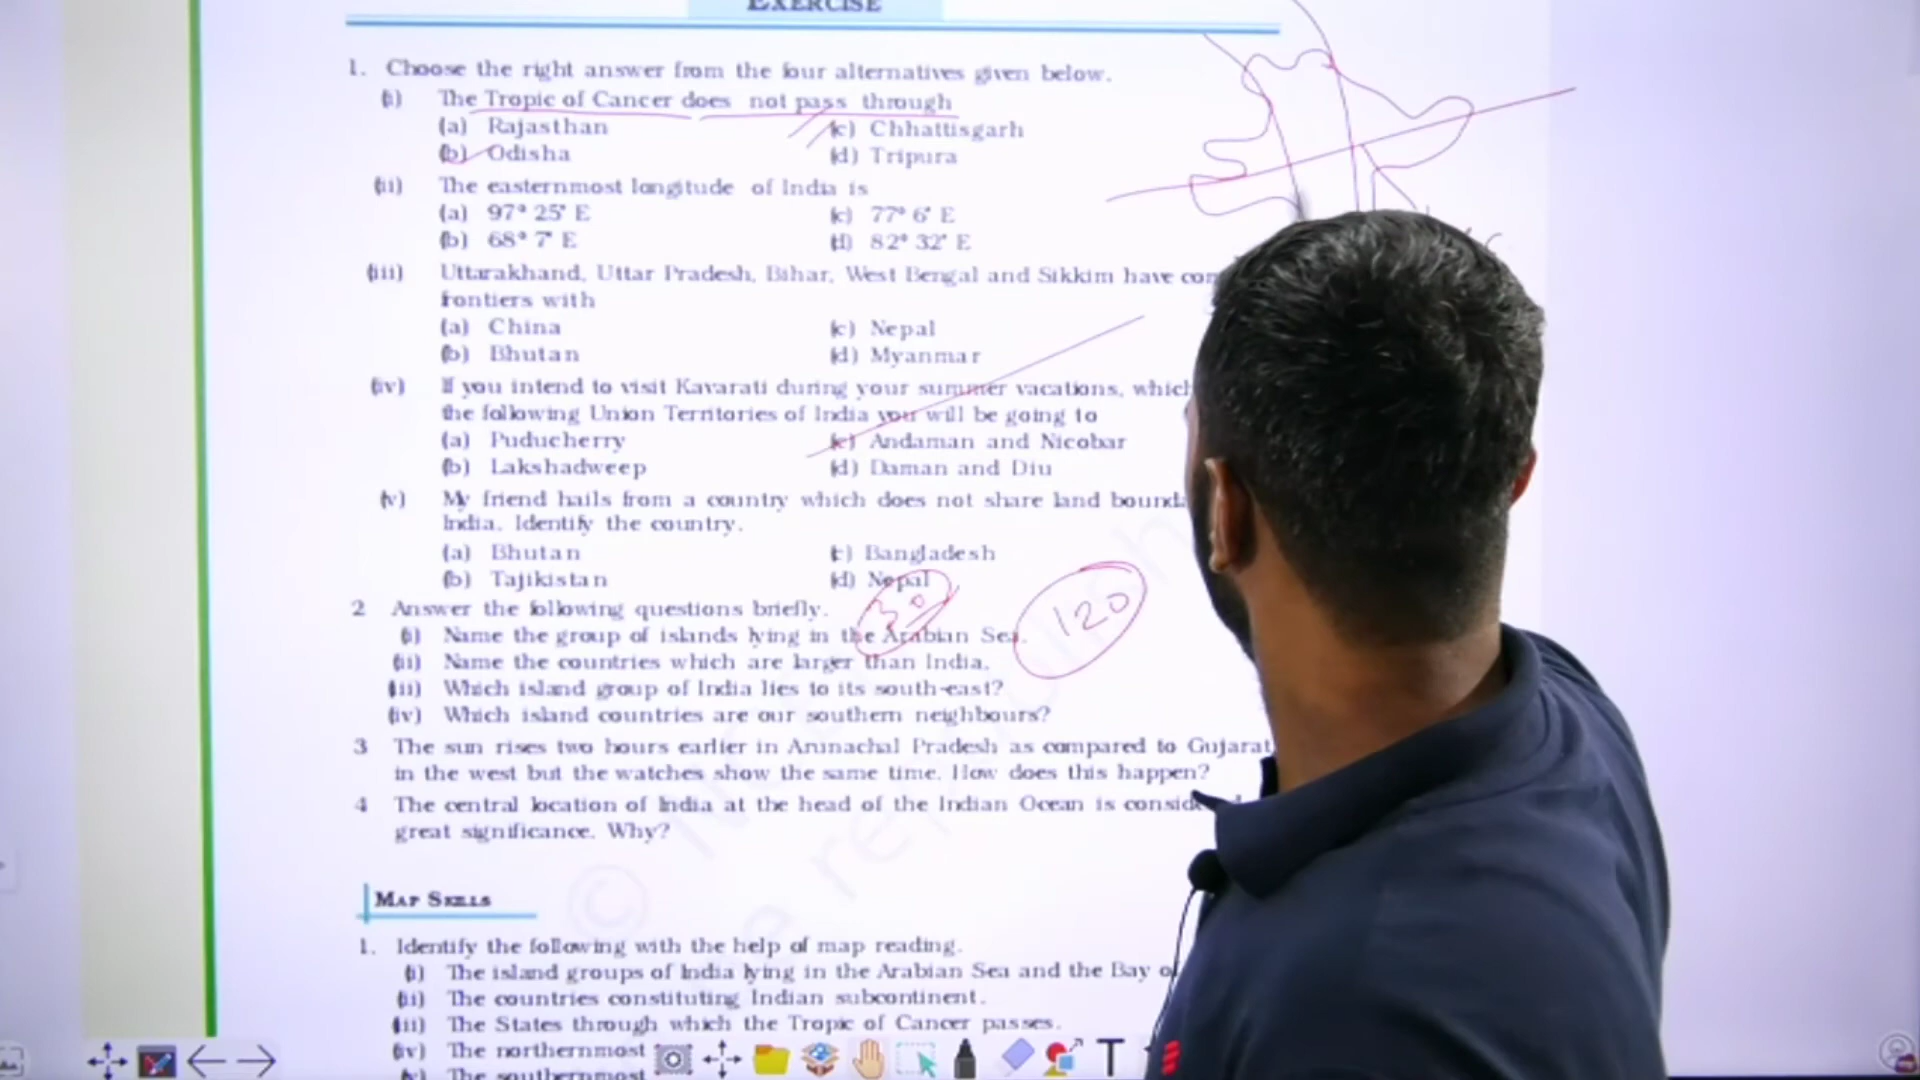 EXERCISE
1. Choose the right answer from the four alternatives given below.
(i) The Tropic of Cancer does not pass through
(a) Rajasthan (c) Chhattisgarh
(b) Odisha (d) Tripura
(ii) The easternmost longitude of India is
(a) 97° 25' E (c) 77° 6' E
(b) 68° 7' E (d) 82° 32' E
(iii) Uttarakhand, Uttar Pradesh, Bihar, West Bengal and Sikkim have
frontiers with
(a) China (c) Nepal
(b) Bhutan (d) Myanmar
(iv) If you intend to visit Kavarati during your summer vacations, which
the following Union Territories of India you will be going to
(a) Puducherry (c) Andaman and Nicobar
(b) Lakshadweep (d) Daman and Diu
(v) My friend hails from a country which does not share land
India. Identify the country.
(a) Bhutan (c) Bangladesh
(b) Tajikistan (d) Nepal
30 120
2 Answer the following questions briefly.
(i) Name the group of islands lying in the Arabian Sea.
(ii) Name the countries which are larger than India.
(iii) Which island group of India lies to its south-east?
(iv) Which island countries are our southern neighbours?
3 The sun rises two hours earlier in Arunachal Pradesh as compared to Gujarat
in the west but the watches show the same time. How does this happen?
4 The central location of India at the head of the Indian Ocean is
great significance. Why?
MAP SKILLS
1. Identify the following with the help of map reading.
(i) The island groups of India lying in the Arabian Sea and the Bay
(ii) The countries constituting Indian subcontinent.
(iii) The States through which the Tropic of Cancer passes.
(iv) The northernmost
(v) The southernmost
T